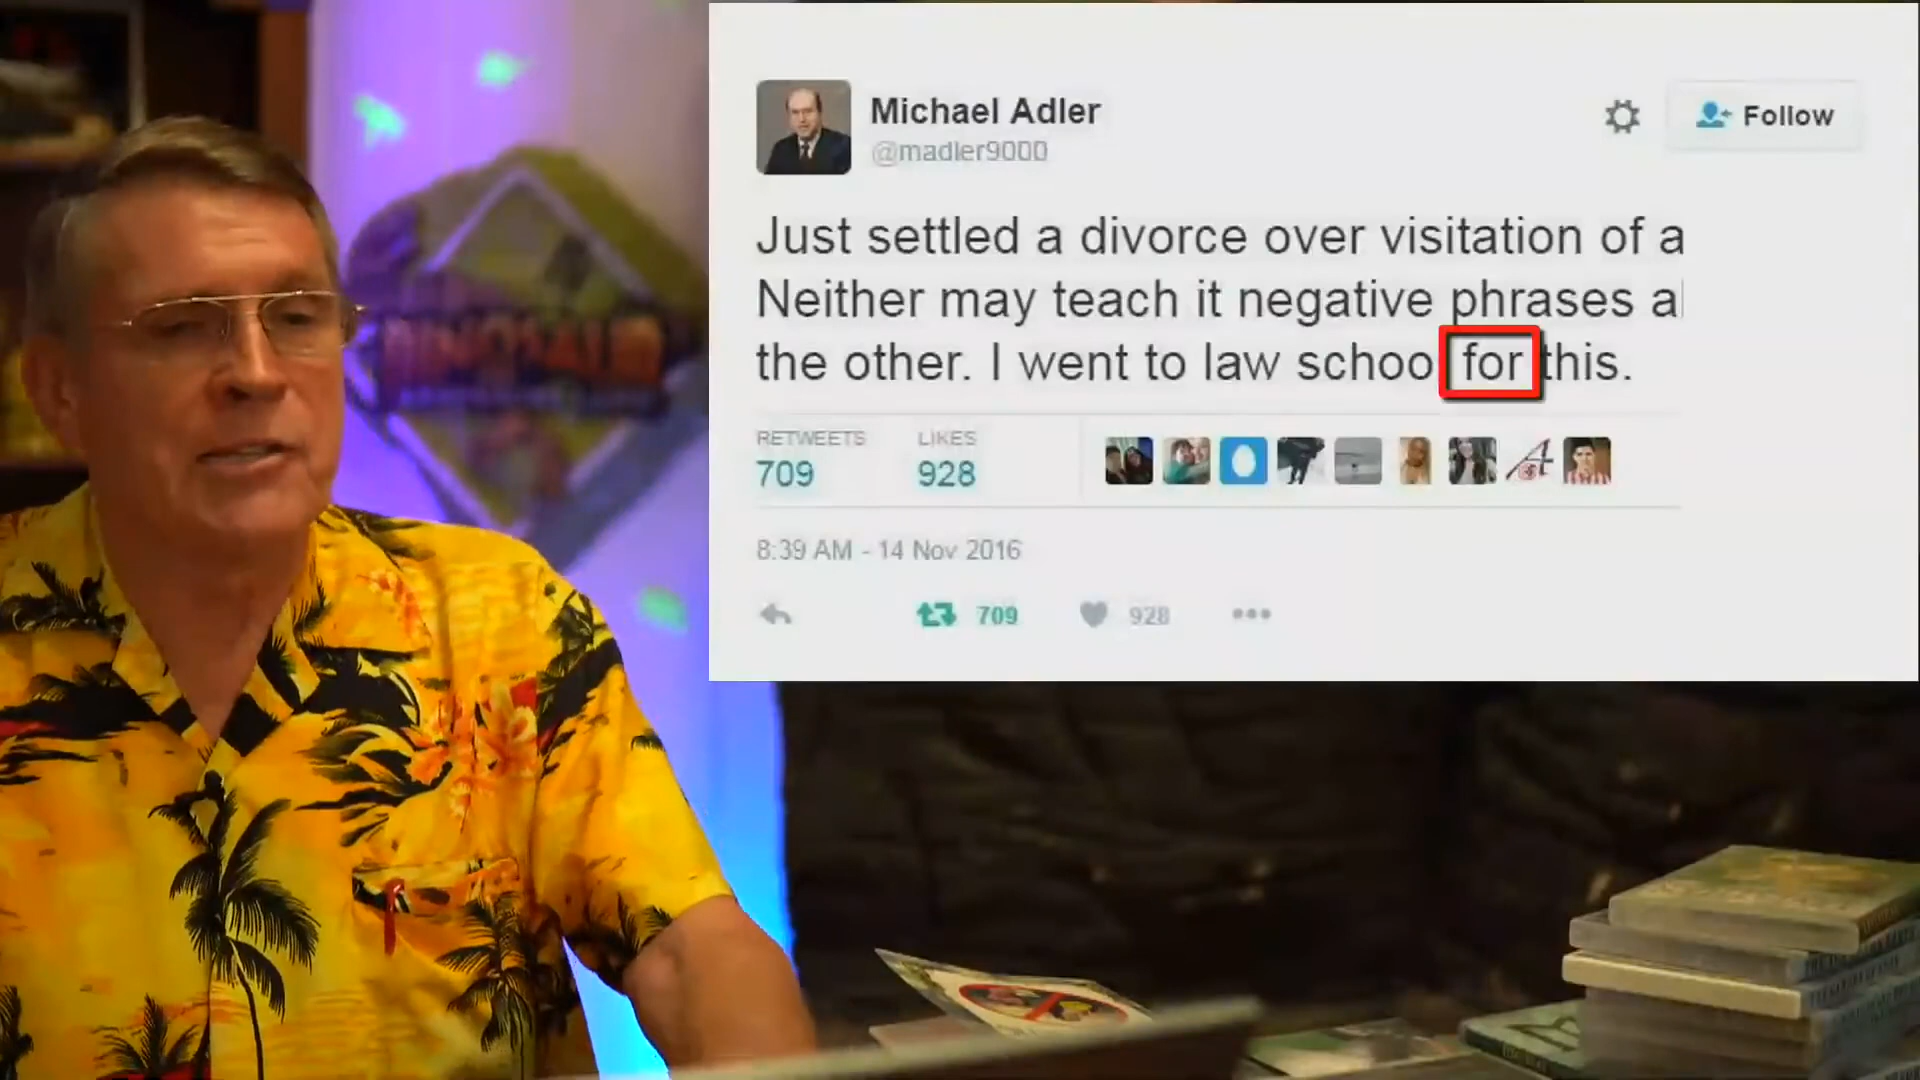 Michael Adler
@madler9000
Follow
Just settled a divorce over visitation of a
Neither may teach it negative phrases a
the other. I went to law schoo for this.
RETWEETS
LIKES
709
928
8:39 AM - 14 Nov 2016
709
928
DINOSAUR